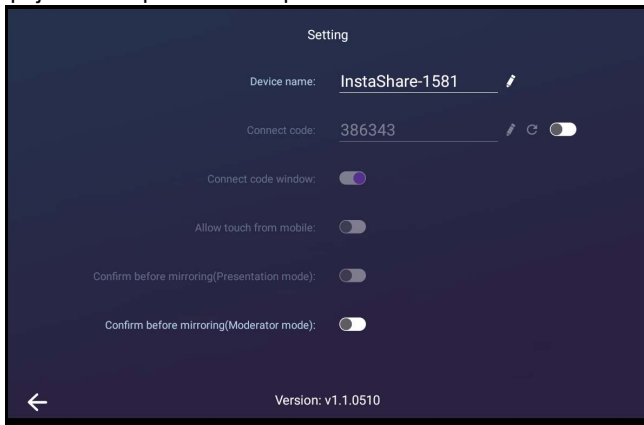 Setting
Device name: InstaShare-1581
Connect code: 386343
Connect code window:
Allow touch from mobile:
Confirm before mirroring(Presentation mode):
Confirm before mirroring(Moderator mode):
Version: v1.1.0510